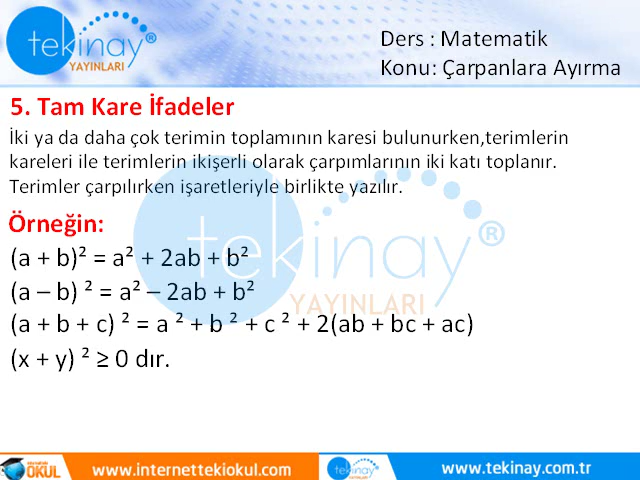 tekinay®
YAYINLARI
Ders : Matematik
Konu: Çarpanlara Ayırma
5. Tam Kare İfadeler
İki ya da daha çok terimin toplamının karesi bulunurken,terimlerin
kareleri ile terimlerin ikişerli olarak çarpımlarının iki katı toplanır.
Terimler çarpılırken işaretleriyle birlikte yazılır.
Örneğin:
(a + b)² = a² + 2ab + b²
(a – b) ² = a² – 2ab + b²
(a + b + c) ² = a ² + b ² + c ² + 2(ab + bc + ac)
(x + y) ² ≥ 0 dır.
tekinay®
YAYINLARI
OKUL
www.internettekiokul.com
tekinay
www.tekinay.com.tr